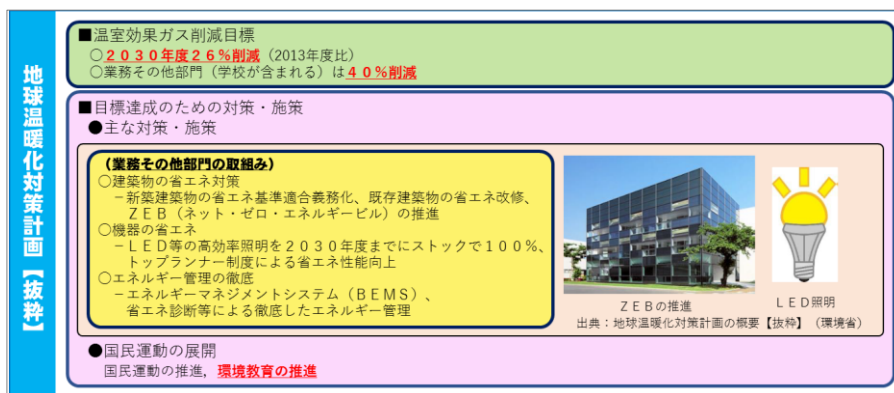 地球温暖化対策計画【抜粋】
■温室効果ガス削減目標
○２０３０年度２６％削減（2013年度比）
○業務その他部門（学校が含まれる）は４０％削減
■目標達成のための対策・施策
●主な対策・施策
（業務その他部門の取組み）
○建築物の省エネ対策
－新築建築物の省エネ基準適合義務化、既存建築物の省エネ改修、
ＺＥＢ（ネット・ゼロ・エネルギービル）の推進
○機器の省エネ
－ＬＥＤ等の高効率照明を２０３０年度までにストックで１００％、
トップランナー制度による省エネ性能向上
○エネルギー管理の徹底
－エネルギーマネジメントシステム（ＢＥＭＳ）、
省エネ診断等による徹底したエネルギー管理
ＺＥＢの推進
ＬＥＤ照明
出典：地球温暖化対策計画の概要【抜粋】（環境省）
●国民運動の展開
国民運動の推進，環境教育の推進